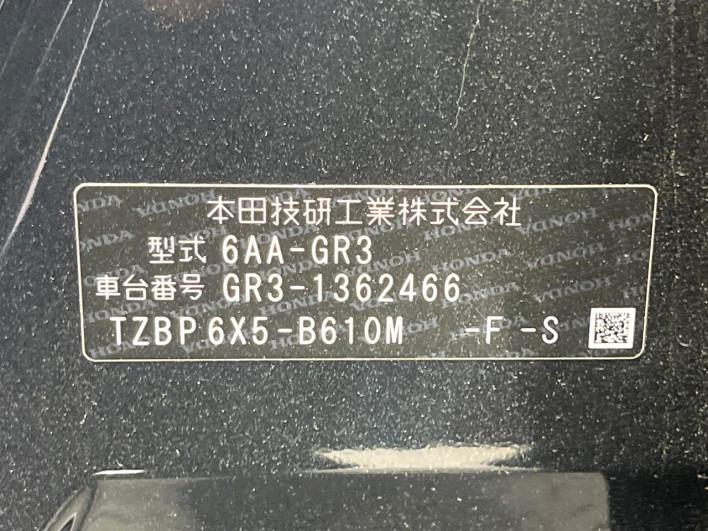 本田技研工業株式会社
型式 6AA-GR3
車台番号 GR3-1362466
TZBP6X5-B610M -F -S